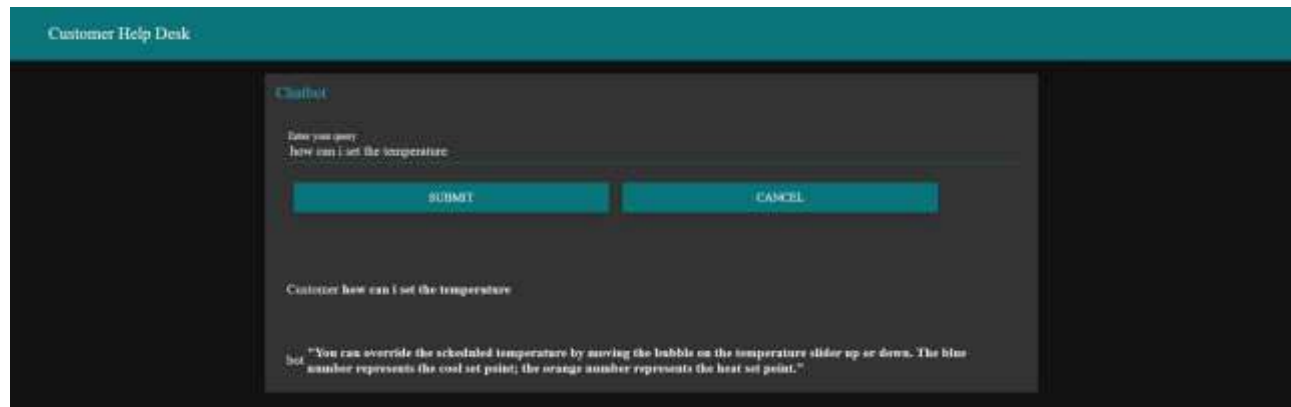 Customer Help Desk
Chatbot
Enter your query
how can i set the temperature
SUBMIT CANCEL
Customer how can i set the temperature
"You can override the scheduled temperature by moving the bubble on the temperature slider up or down. The blue
bot number represents the cool set point; the orange number represents the heat set point."